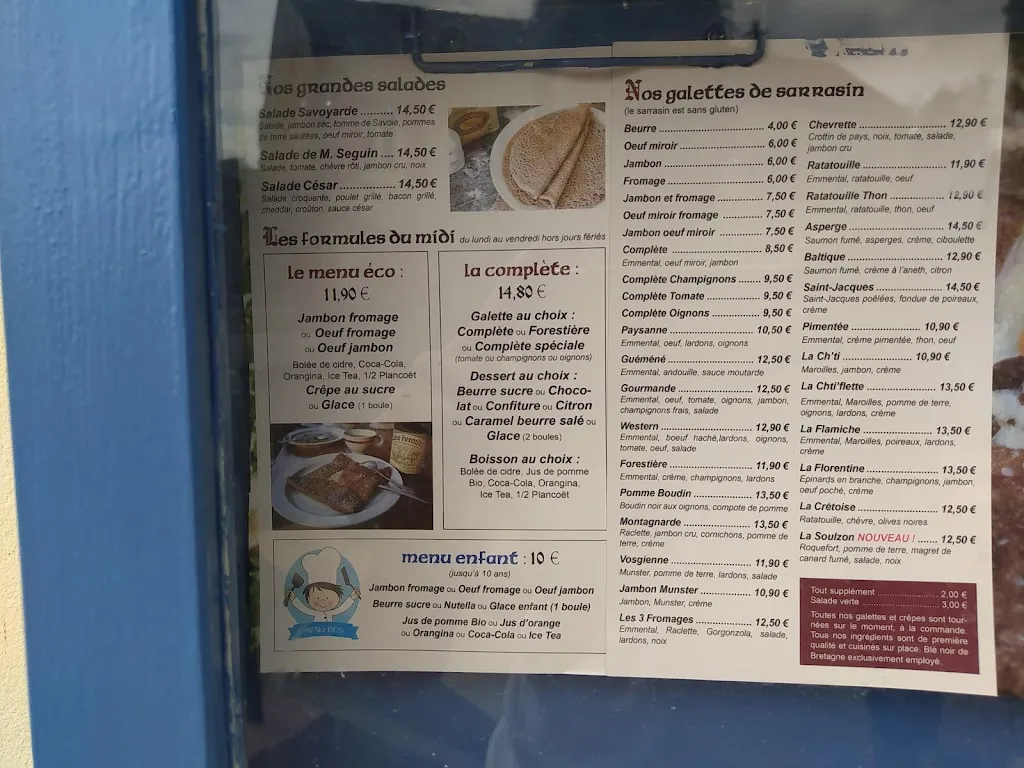 Nos grandes salades
Salade Savoyarde .......... 14,50 €
Salade, jambon sec, tomme de Savoie, pommes
de terre sautées, oeuf miroir, tomate
Salade de M. Seguin .... 14,50 €
Salade, tomate, chèvre rôti, jambon cru, noix
Salade César ................. 14,50 €
Salade croquante, poulet grillé, bacon grillé,
cheddar, croûton, sauce césar
Les formules du midi du lundi au vendredi hors jours fériés
le menu éco :
11,90 €
Jambon fromage
ou Oeuf fromage
ou Oeuf jambon
Bolée de cidre, Coca-Cola,
Orangina, Ice Tea, 1/2 Plancoët
Crêpe au sucre
ou Glace (1 boule)
la complète :
14,80 €
Galette au choix :
Complète ou Forestière
ou Complète spéciale
(tomate ou champignons ou oignons)
Dessert au choix :
Beurre sucre ou Choco-
lat ou Confiture ou Citron
ou Caramel beurre salé ou
Glace (2 boules)
Boisson au choix :
Bolée de cidre, Jus de pomme
Bio, Coca-Cola, Orangina,
Ice Tea, 1/2 Plancoët
MENU KIDS
menu enfant : 10 €
(jusqu'à 10 ans)
Jambon fromage ou Oeuf fromage ou Oeuf jambon
Beurre sucre ou Nutella ou Glace enfant (1 boule)
Jus de pomme Bio ou Jus d'orange
ou Orangina ou Coca-Cola ou Ice Tea
Nos galettes de sarrasin
(le sarrasin est sans gluten)
Beurre ................................. 4,00 €
Oeuf miroir ........................... 6,00 €
Jambon ................................ 6,00 €
Fromage ............................... 6,00 €
Jambon et fromage ............ 7,50 €
Oeuf miroir fromage .......... 7,50 €
Jambon oeuf miroir ........... 7,50 €
Complète ............................ 8,50 €
Emmental, oeuf miroir, jambon
Complète Champignons ....... 9,50 €
Complète Tomate ................ 9,50 €
Complète Oignons .............. 9,50 €
Paysanne .......................... 10,50 €
Emmental, oeuf, lardons, oignons
Guéméné .......................... 12,50 €
Emmental, andouille, sauce moutarde
Gourmande ...................... 12,50 €
Emmental, oeuf, tomate, oignons, jambon,
champignons frais, salade
Western ............................ 12,90 €
Emmental, boeuf haché,lardons, oignons,
tomate, oeuf, salade
Forestière ......................... 11,90 €
Emmental, crème, champignons, lardons
Pomme Boudin ................. 13,50 €
Boudin noir aux oignons, compote de pomme
Montagnarde .................... 13,50 €
Raclette, jambon cru, cornichons, pomme de
terre, crème
Vosgienne ........................ 11,90 €
Munster, pomme de terre, lardons, salade
Jambon Munster ............... 10,90 €
Jambon, Munster, crème
Les 3 Fromages ................ 12,50 €
Emmental, Raclette, Gorgonzola, salade,
lardons, noix
Chevrette ......................... 12,90 €
Crottin de pays, noix, tomate, salade,
jambon cru
Ratatouille ........................ 11,90 €
Emmental, ratatouille, oeuf
Ratatouille Thon ............... 12,90 €
Emmental, ratatouille, thon, oeuf
Asperge ............................ 14,50 €
Saumon fumé, asperges, crème, ciboulette
Baltique ............................ 12,90 €
Saumon fumé, crème à l'aneth, citron
Saint-Jacques .................. 14,50 €
Saint-Jacques poêlées, fondue de poireaux,
crème
Pimentée .................. 10,90 €
Emmental, crème pimentée, thon, oeuf
La Ch'ti .................... 10,90 €
Maroilles, jambon, crème
La Chti'flette .................... 13,50 €
Emmental, Maroilles, pomme de terre,
oignons, lardons, crème
La Flamiche ..................... 13,50 €
Emmental, Maroilles, poireaux, lardons,
crème
La Florentine .................... 13,50 €
Epinards en branche, champignons, jambon,
oeuf poché, crème
La Crétoise ...................... 12,50 €
Ratatouille, chèvre, olives noires
La Soulzon NOUVEAU ! ....... 12,50 €
Roquefort, pomme de terre, magret de
canard fumé, salade, noix
Tout supplément ...................... 2,00 €
Salade verte ............................ 3,00 €
Toutes nos galettes et crêpes sont tour-
nées sur le moment, à la commande.
Tous nos ingrédients sont de première
qualité et cuisinés sur place. Blé noir de
Bretagne exclusivement employé.